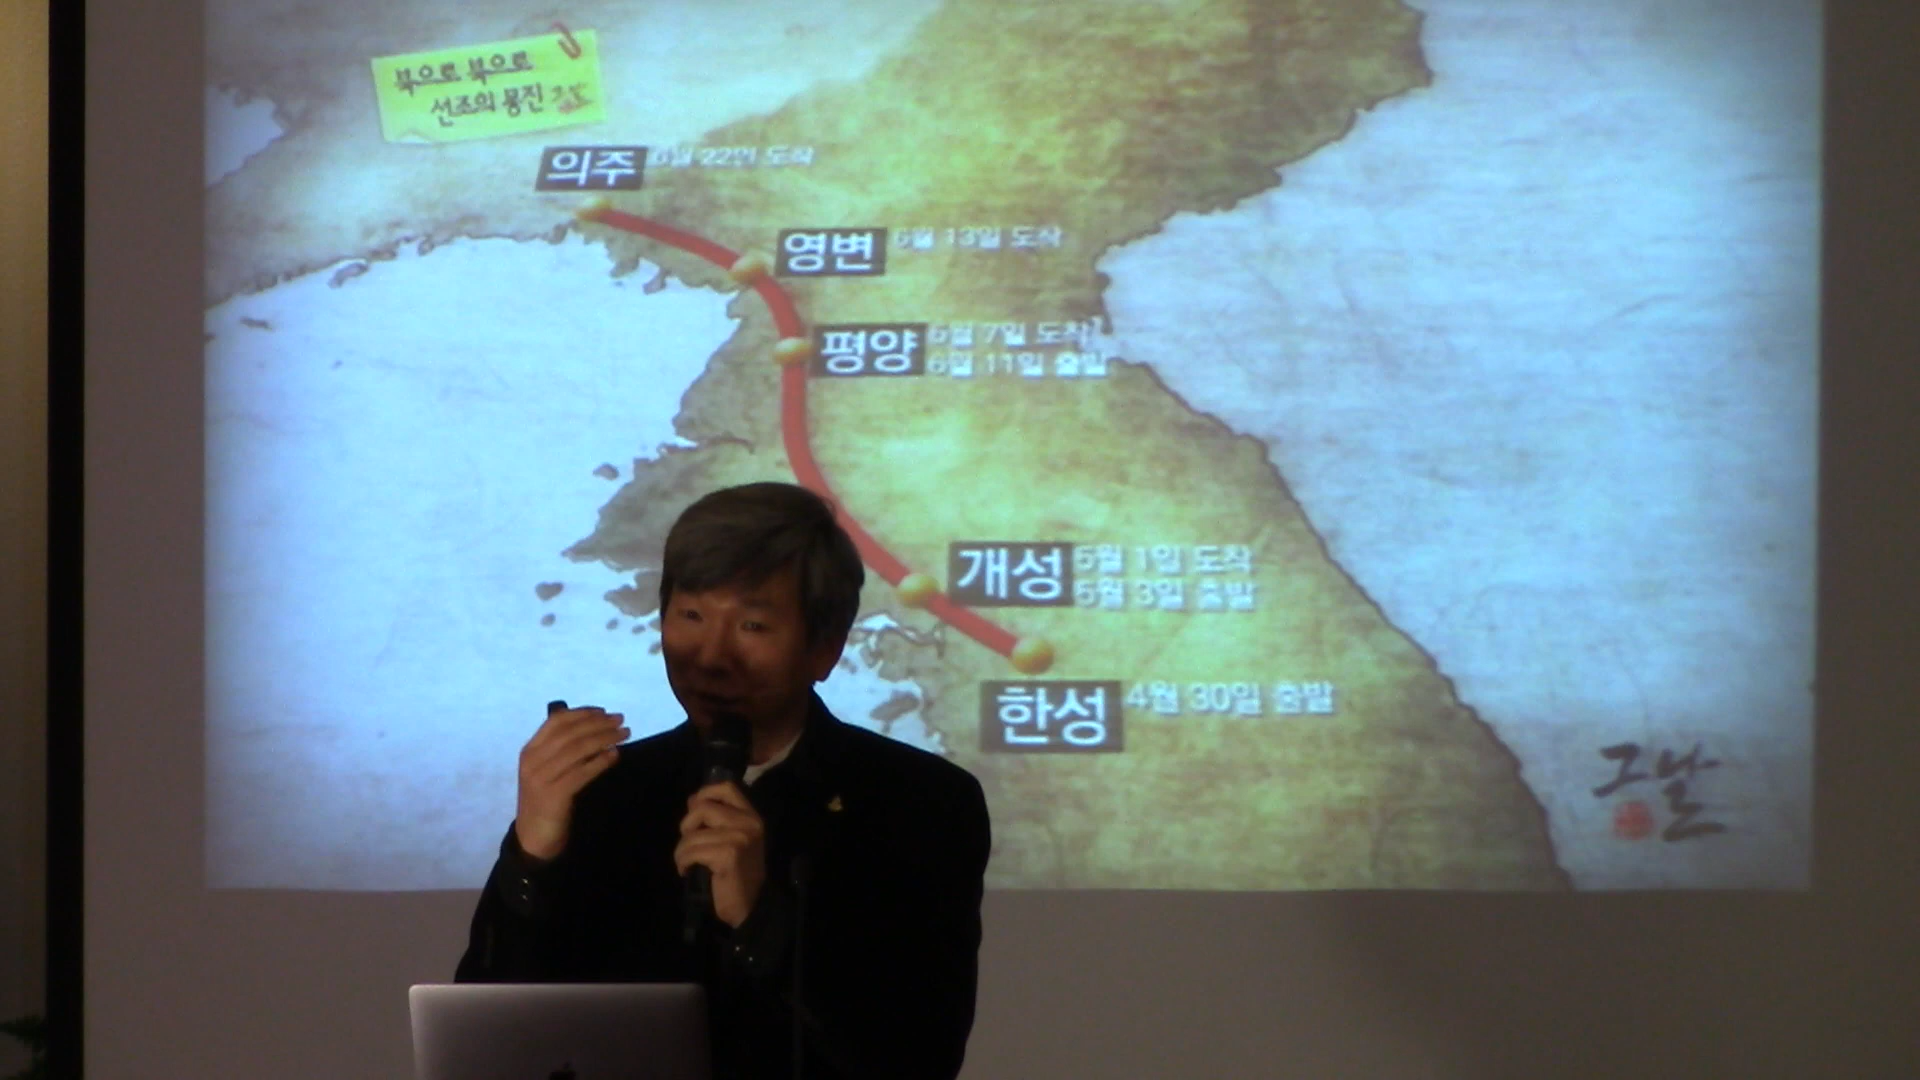 북으로 북으로
선조의 몽진
의주 6월 22일 도착
영변 6월 13일 도착
평양 6월 7일 도착
6월 11일 출발
개성 5월 1일 도착
5월 3일 출발
한성 4월 30일 출발
그날